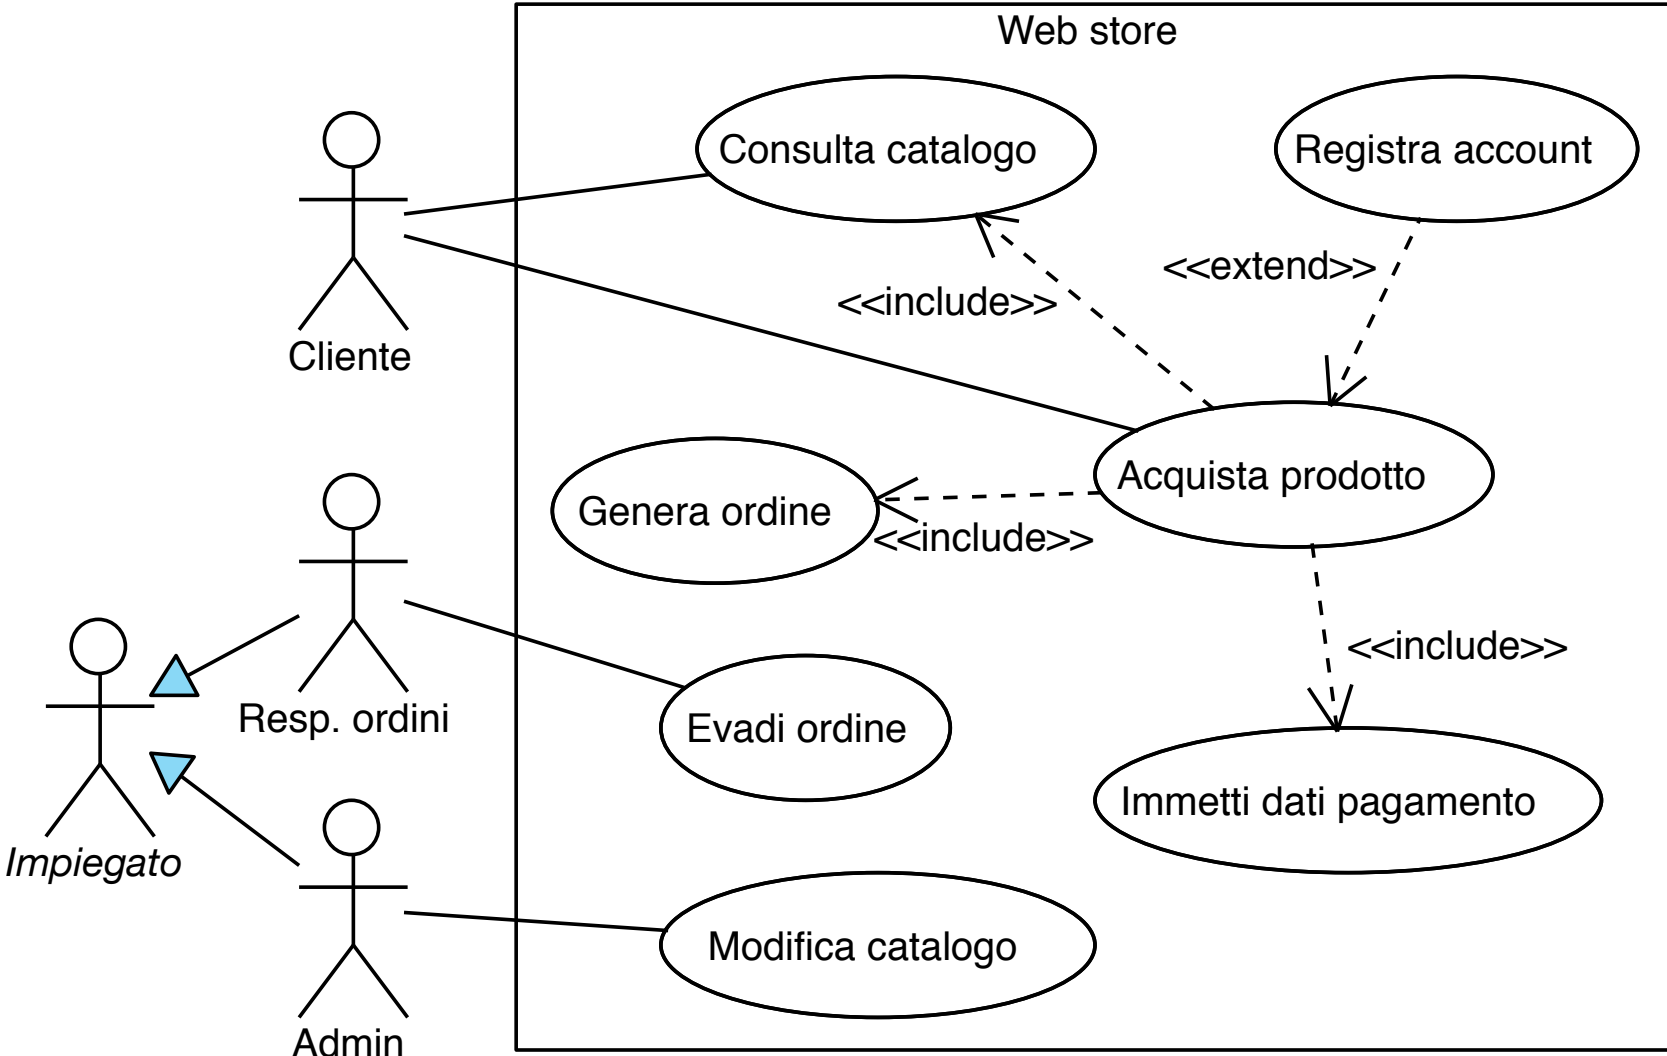 Web store
Consulta catalogo
Registra account
<<extend>>
<<include>>
Cliente
Acquista prodotto
Genera ordine
<<include>>
<<include>>
Resp. ordini
Evadi ordine
Immetti dati pagamento
Impiegato
Modifica catalogo
Admin